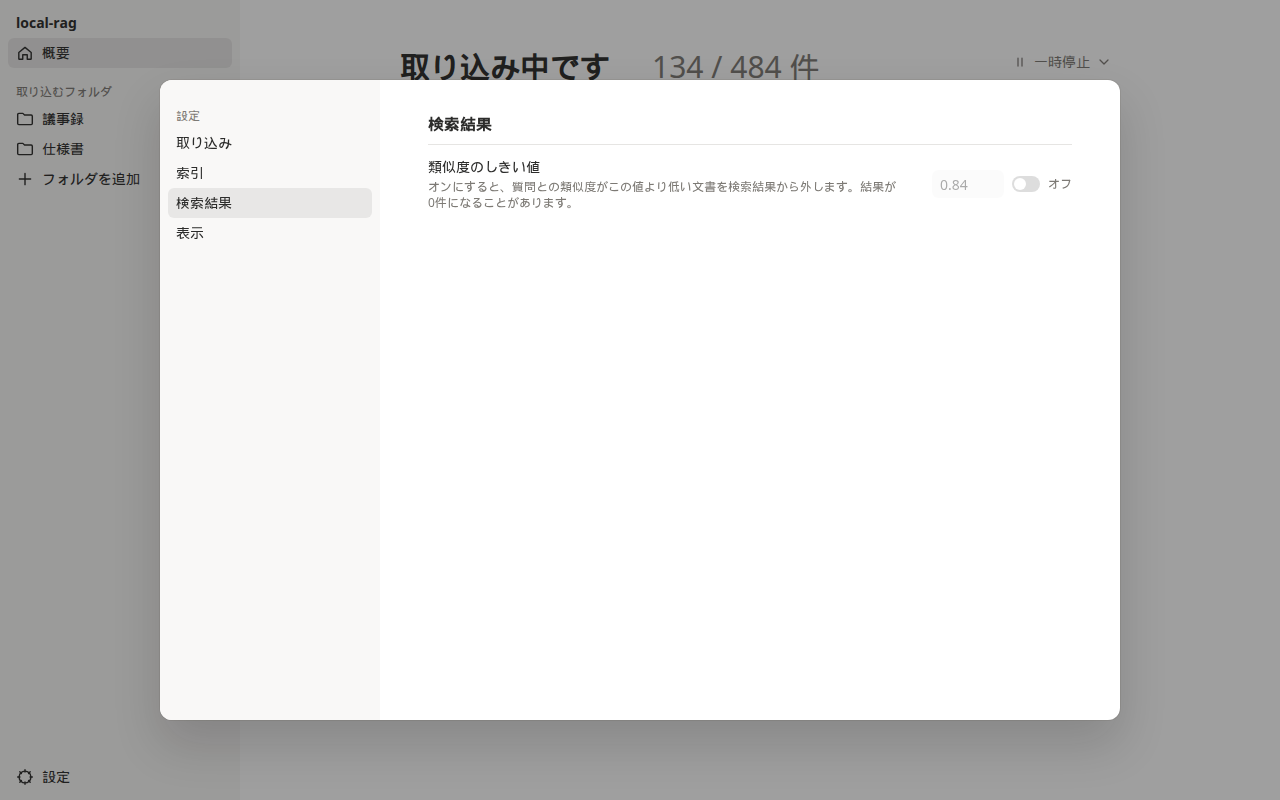 local-rag
概要
取り込むフォルダ
議事録
仕様書
フォルダを追加
設定
取り込み中です
134 / 484 件
一時停止
設定
取り込み
索引
検索結果
表示
検索結果
類似度のしきい値
オンにすると、質問との類似度がこの値より低い文書を検索結果から外します。結果が
0件になることがあります。
0.84
オフ